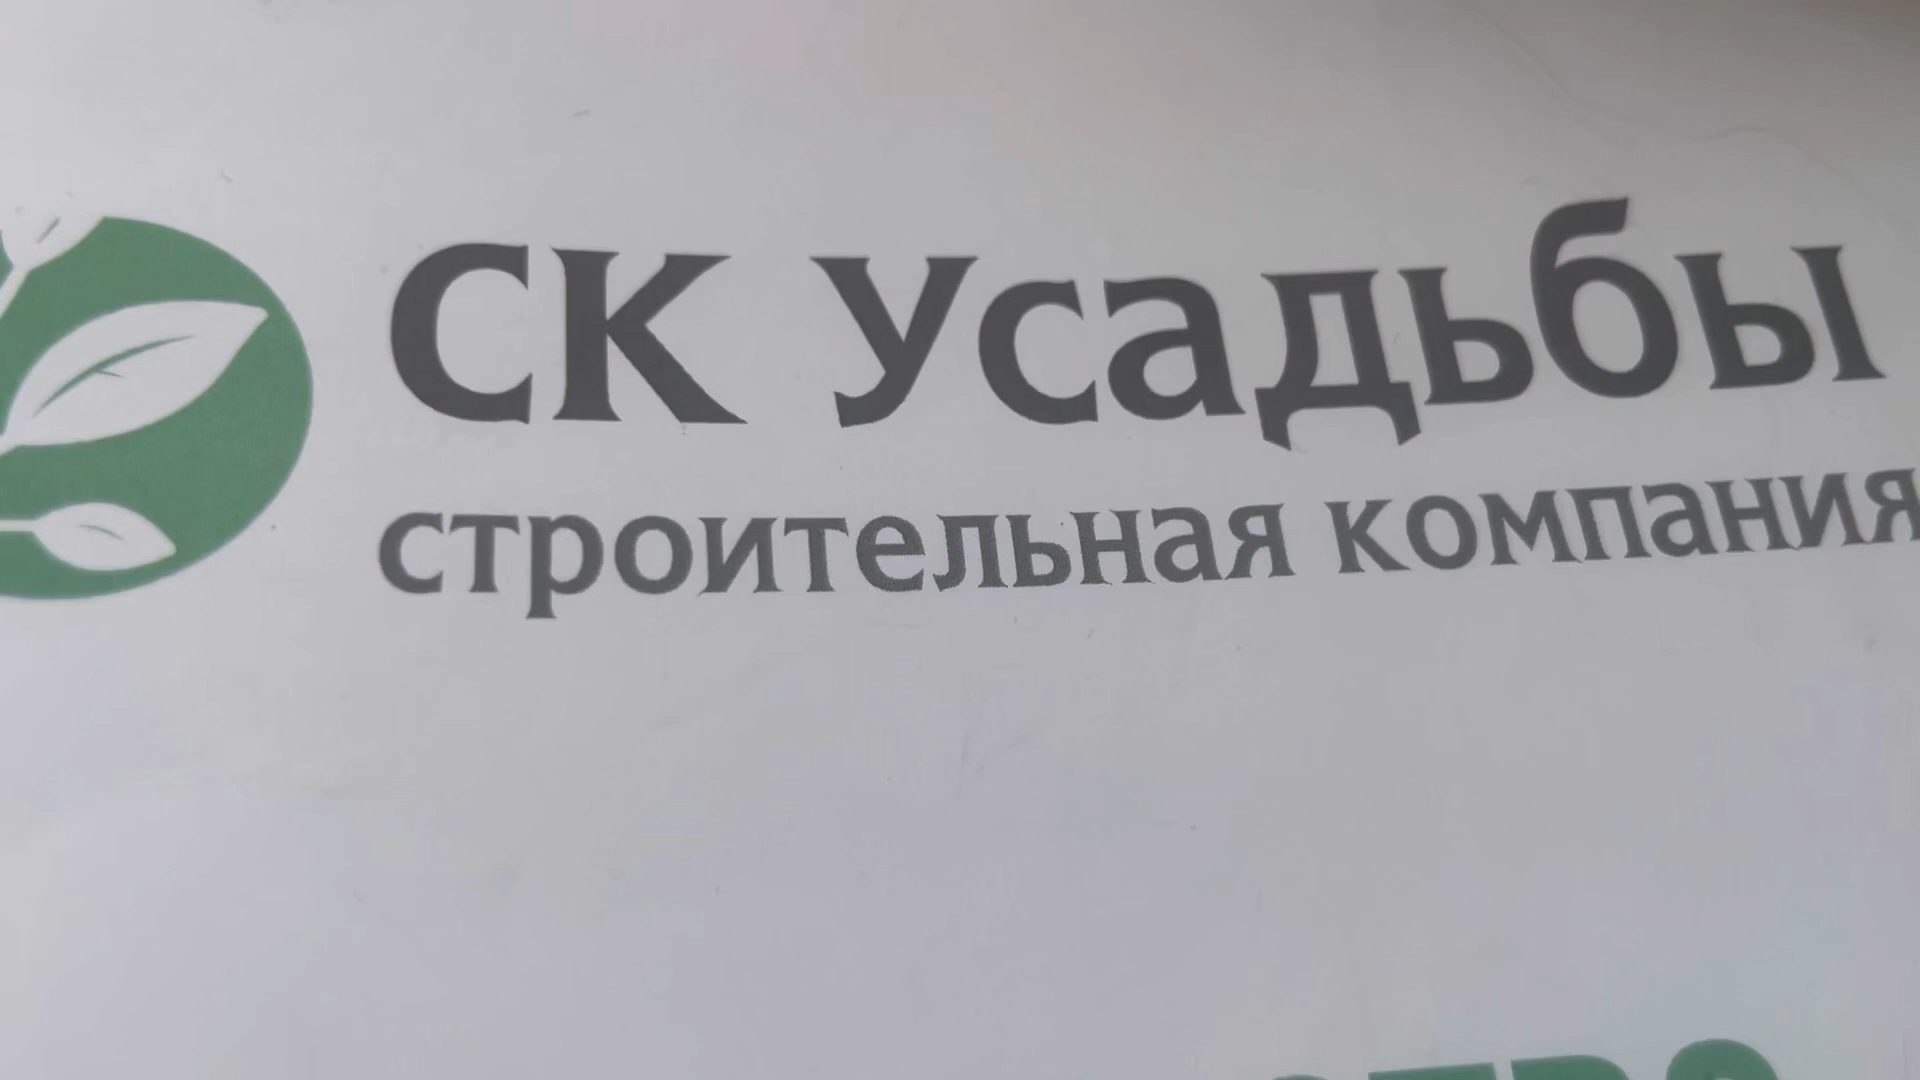 СК Усадьбы
строительная компания